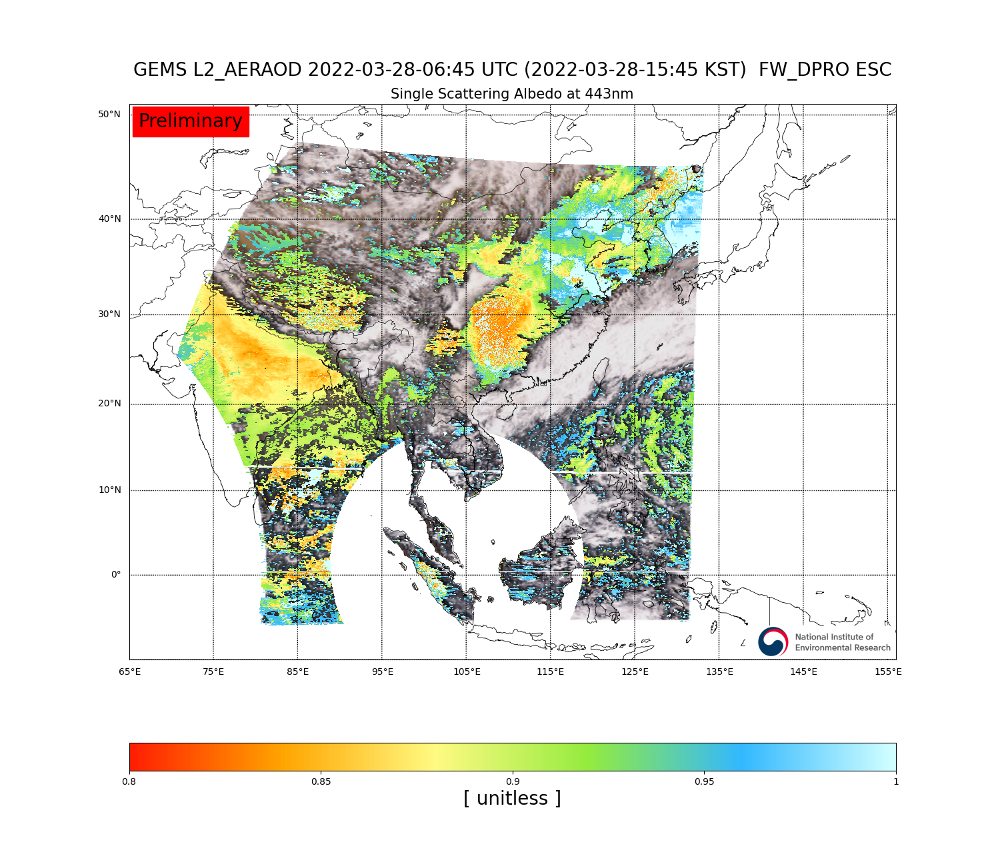 GEMS L2_AERAOD 2022-03-28-06:45 UTC (2022-03-28-15:45 KST)  FW_DPRO ESC
Single Scattering Albedo at 443nm
Preliminary
50°N
40°N
30°N
20°N
10°N
0°
National Institute of
Environmental Research
65°E 75°E 85°E 95°E 105°E 115°E 125°E 135°E 145°E 155°E
0.8 0.85 0.9 0.95 1
[ unitless ]